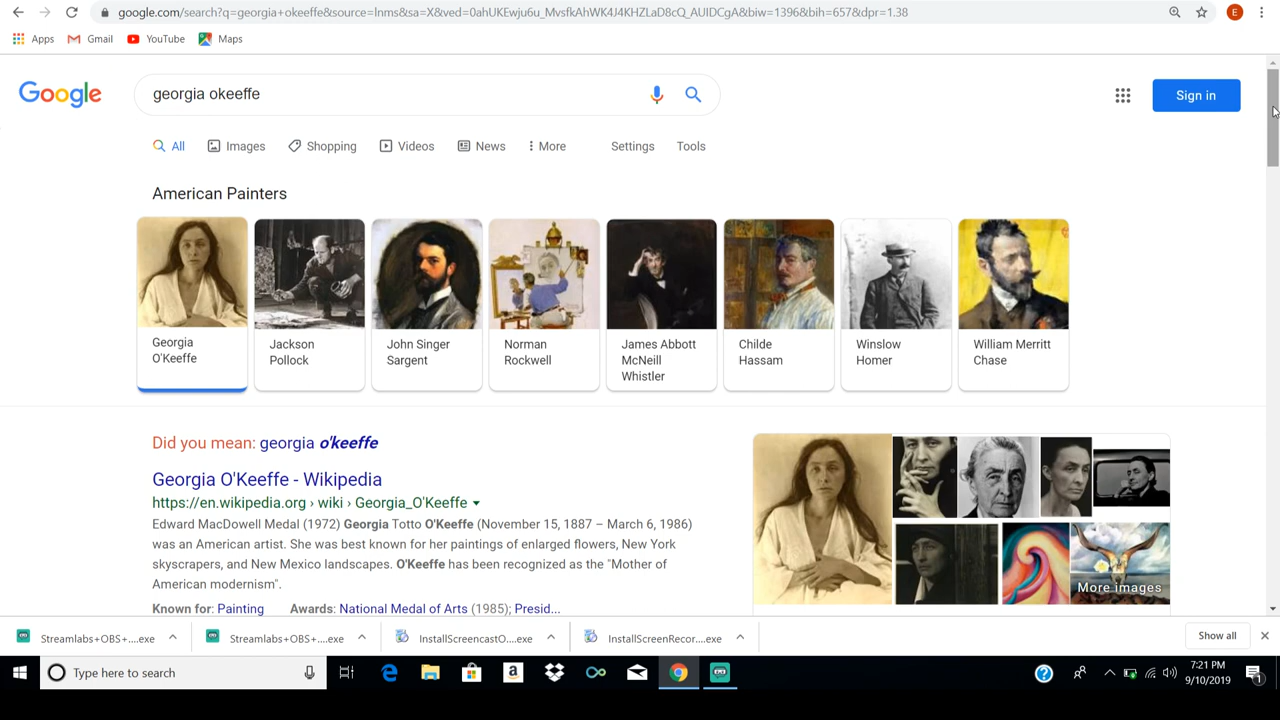 google.com/search?q=georgia+okeeffe&source=lnms&sa=X&ved=0ahUKEwju6u_MvsfkAhWK4J4KHZLaD8cQ_AUIDCgA&biw=1396&bih=657&dpr=1.38
E
Apps Gmail YouTube Maps
Google
georgia okeeffe
Sign in
All Images Shopping Videos News More Settings Tools
American Painters
Georgia O'Keeffe
Jackson Pollock
John Singer Sargent
Norman Rockwell
James Abbott McNeill Whistler
Childe Hassam
Winslow Homer
William Merritt Chase
Did you mean: georgia o'keeffe
Georgia O'Keeffe - Wikipedia
https://en.wikipedia.org › wiki › Georgia_O'Keeffe
Edward MacDowell Medal (1972) Georgia Totto O'Keeffe (November 15, 1887 – March 6, 1986)
was an American artist. She was best known for her paintings of enlarged flowers, New York
skyscrapers, and New Mexico landscapes. O'Keeffe has been recognized as the "Mother of
American modernism".
Known for: Painting Awards: National Medal of Arts (1985); Presid...
More images
Streamlabs+OBS+....exe Streamlabs+OBS+....exe InstallScreencastO....exe InstallScreenRecor....exe Show all
Type here to search
7:21 PM
9/10/2019
1